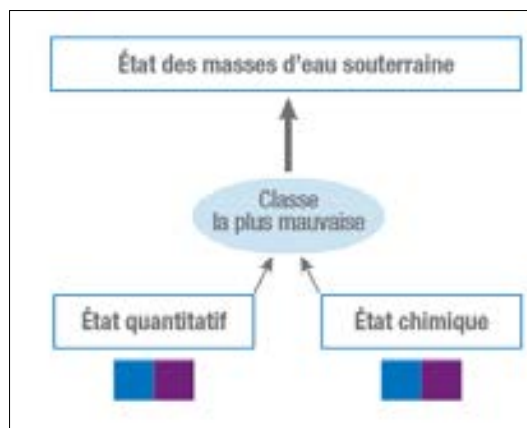 État des masses d'eau souterraine
Classe
la plus mauvaise
État quantitatif
État chimique